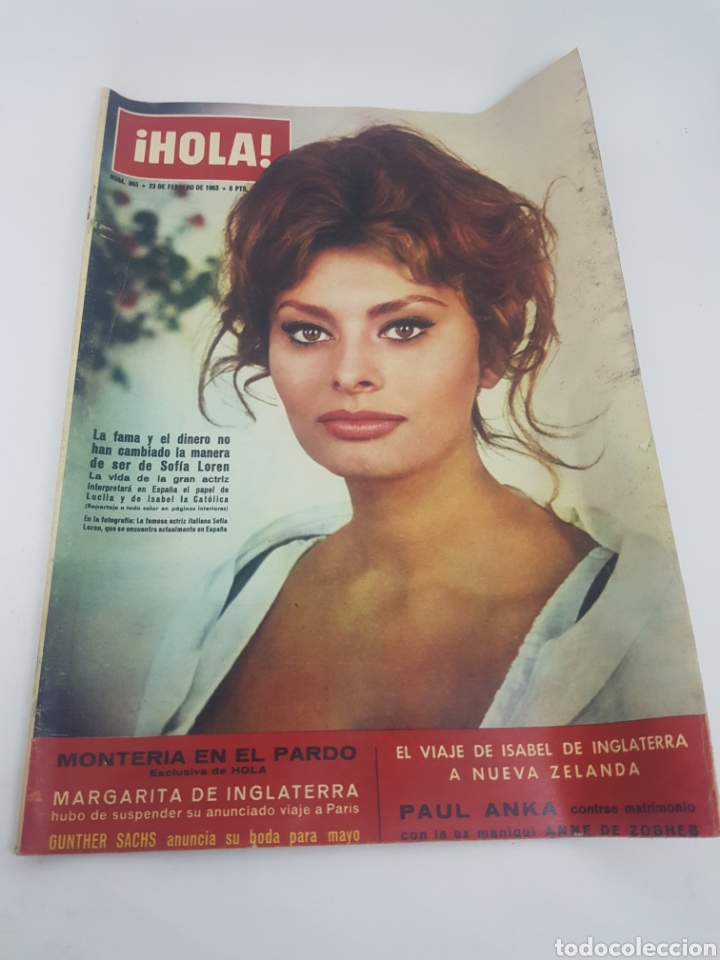 ¡HOLA!
NÚM. 965 • 23 DE FEBRERO DE 1963 • 6 PTS.
La fama y el dinero no
han cambiado la manera
de ser de Sofía Loren
La vida de la gran actriz
Interpretará en España el papel de
Lucila y de Isabel la Católica
(Reportaje a todo color en páginas interiores)
En la fotografía: La famosa actriz italiana Sofía
Loren, que se encuentra actualmente en España
MONTERIA EN EL PARDO
Exclusiva de HOLA
MARGARITA DE INGLATERRA
hubo de suspender su anunciado viaje a París
GUNTHER SACHS anuncia su boda para mayo
EL VIAJE DE ISABEL DE INGLATERRA
A NUEVA ZELANDA
PAUL ANKA contrae matrimonio
con la ex maniquí ANNE DE ZOGHEB
todocoleccion